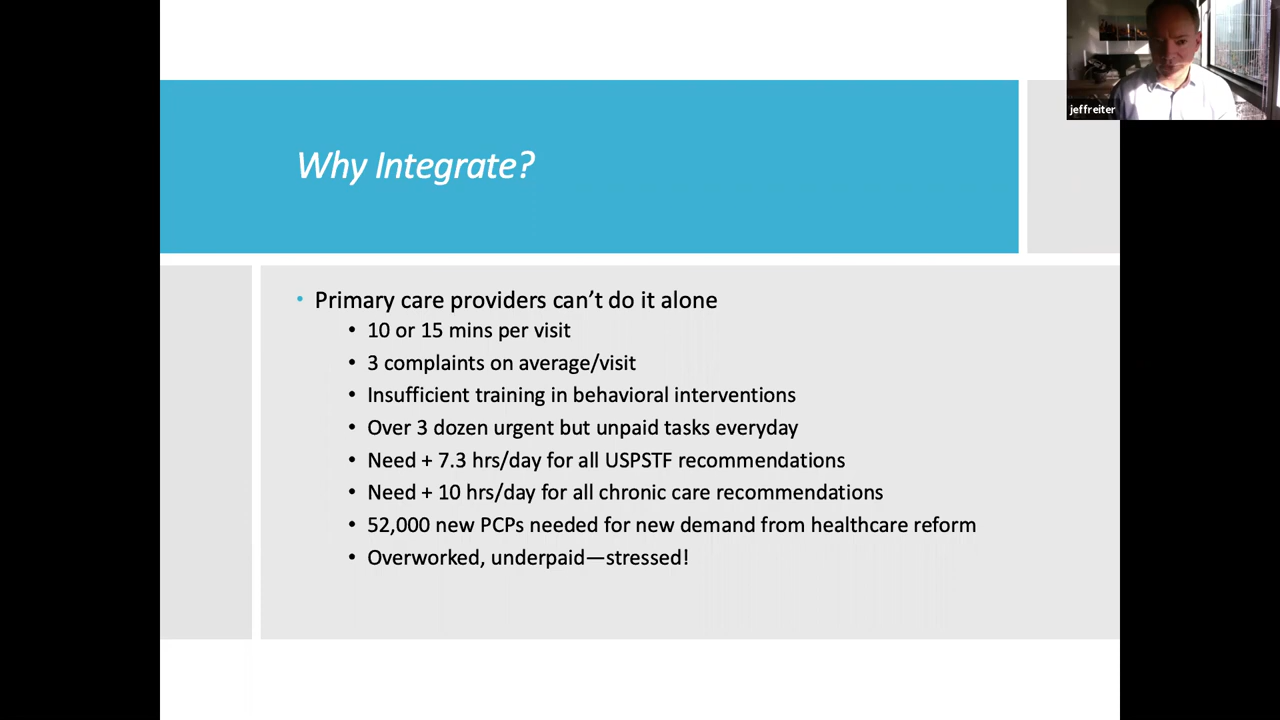 jeffreiter
Why Integrate?
• Primary care providers can’t do it alone
• 10 or 15 mins per visit
• 3 complaints on average/visit
• Insufficient training in behavioral interventions
• Over 3 dozen urgent but unpaid tasks everyday
• Need + 7.3 hrs/day for all USPSTF recommendations
• Need + 10 hrs/day for all chronic care recommendations
• 52,000 new PCPs needed for new demand from healthcare reform
• Overworked, underpaid—stressed!